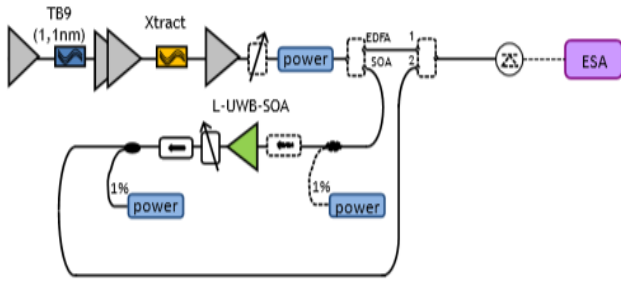 TB9
(1,1nm)
Xtract
power
EDFA
SOA
1
2
ESA
L-UWB-SOA
1%
power
1%
power